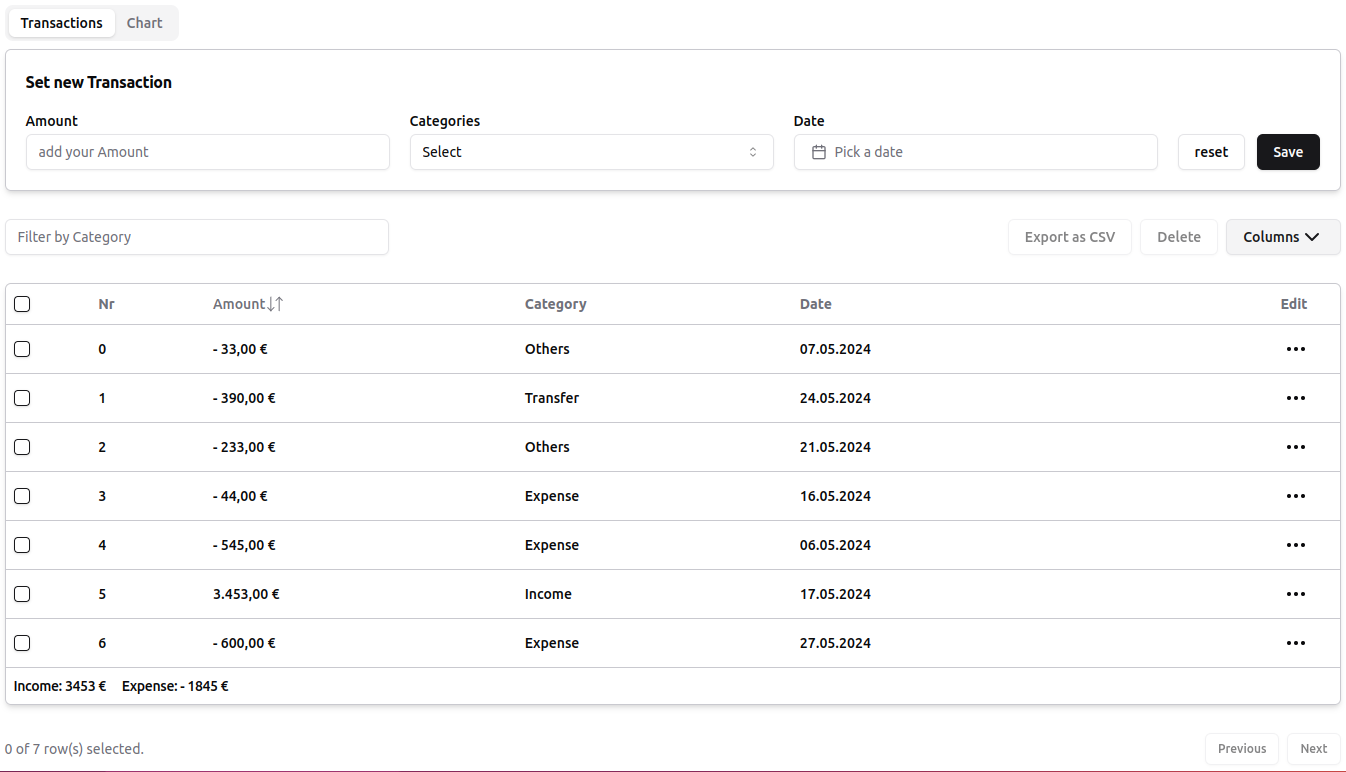 Transactions Chart
Set new Transaction
Amount Categories Date
add your Amount Select Pick a date reset Save
Filter by Category Export as CSV Delete Columns
Nr Amount Category Date Edit
0 - 33,00 € Others 07.05.2024
1 - 390,00 € Transfer 24.05.2024
2 - 233,00 € Others 21.05.2024
3 - 44,00 € Expense 16.05.2024
4 - 545,00 € Expense 06.05.2024
5 3.453,00 € Income 17.05.2024
6 - 600,00 € Expense 27.05.2024
Income: 3453 € Expense: - 1845 €
0 of 7 row(s) selected. Previous Next